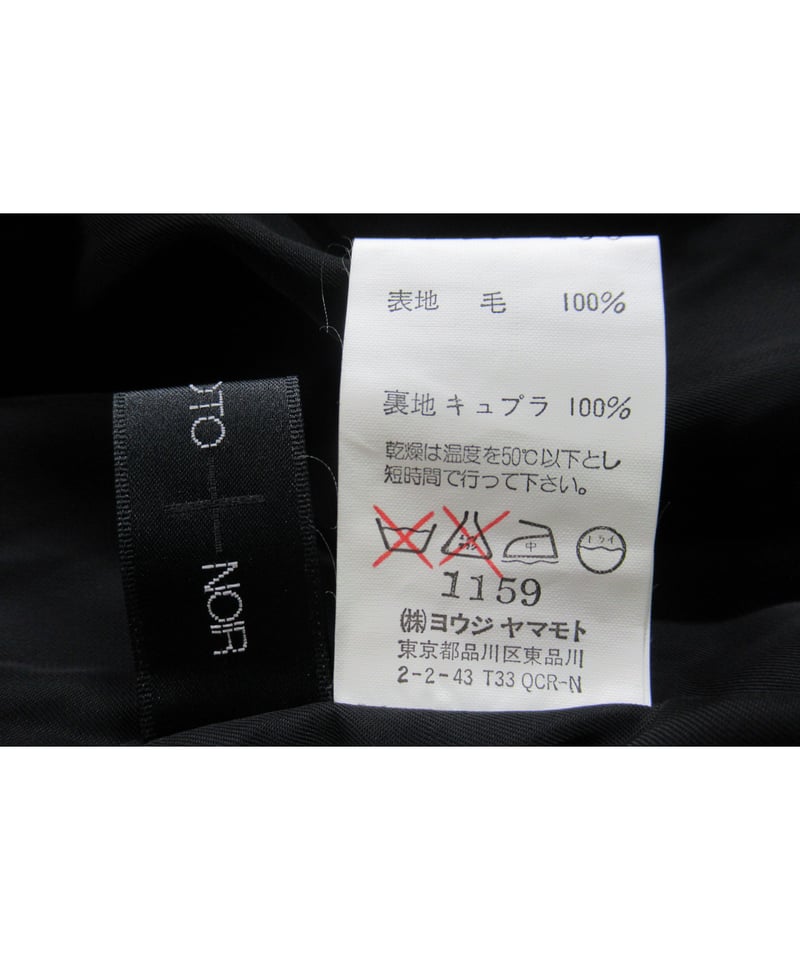 表地 毛 100%
裏地 キュプラ 100%
乾燥は温度を50℃以下とし
短時間で行って下さい。
中
ドライ
1159
(株)ヨウジ ヤマモト
東京都品川区東品川
2-2-43 T33 QCR-N
NOIR